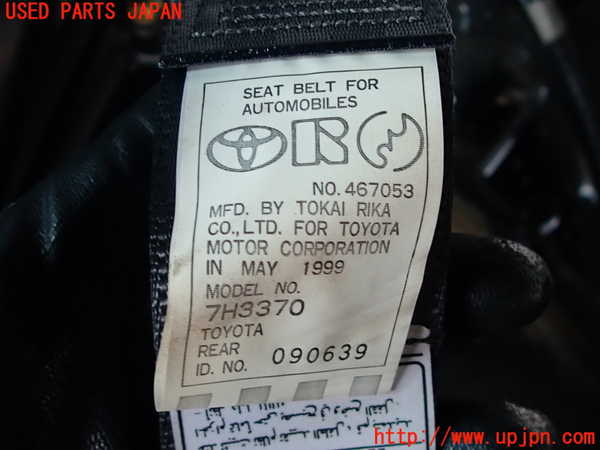 USED PARTS JAPAN
SEAT BELT FOR
AUTOMOBILES
NO. 467053
MFD. BY TOKAI RIKA
CO., LTD. FOR TOYOTA
MOTOR CORPORATION
IN MAY 1999
MODEL NO.
7H3370
TOYOTA
REAR
ID. NO. 090639
http://www.upjpn.com/